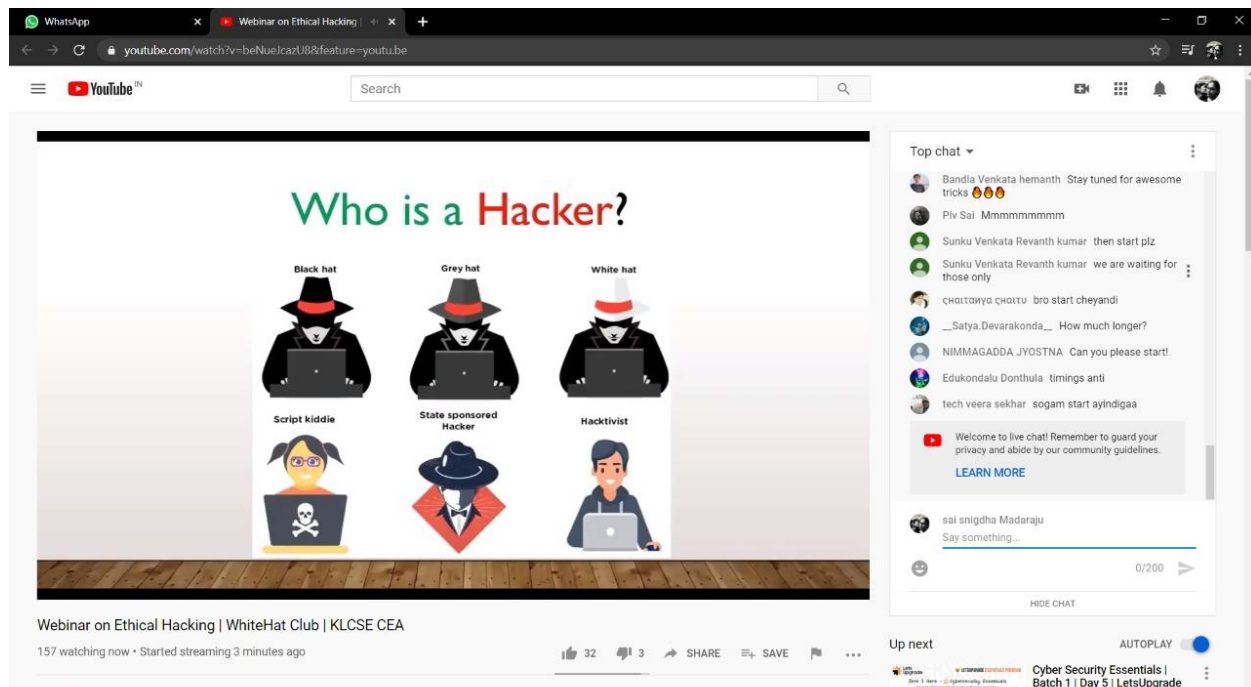 WhatsApp
Webinar on Ethical Hacking |
youtube.com/watch?v=beNueJcazU8&feature=youtu.be
YouTube IN
Search
Who is a Hacker?
Black hat
Grey hat
White hat
Script kiddie
State sponsored
Hacker
Hacktivist
Webinar on Ethical Hacking | WhiteHat Club | KLCSE CEA
157 watching now • Started streaming 3 minutes ago
32
3
SHARE
SAVE
Top chat
Bandla Venkata hemanth Stay tuned for awesome
tricks 🔥🔥🔥
Plv Sai Mmmmmmmmm
Sunku Venkata Revanth kumar then start plz
Sunku Venkata Revanth kumar we are waiting for
those only
bro start cheyandi
__Satya.Devarakonda__ How much longer?
NIMMAGADDA JYOSTNA Can you please start!
Edukondalu Donthula timings anti
tech veera sekhar sogam start ayindigaa
Welcome to live chat! Remember to guard your
privacy and abide by our community guidelines.
LEARN MORE
sai snigdha Madaraju
Say something...
0/200
HIDE CHAT
Up next
AUTOPLAY
Cyber Security Essentials |
Batch 1 | Day 5 | LetsUpgrade